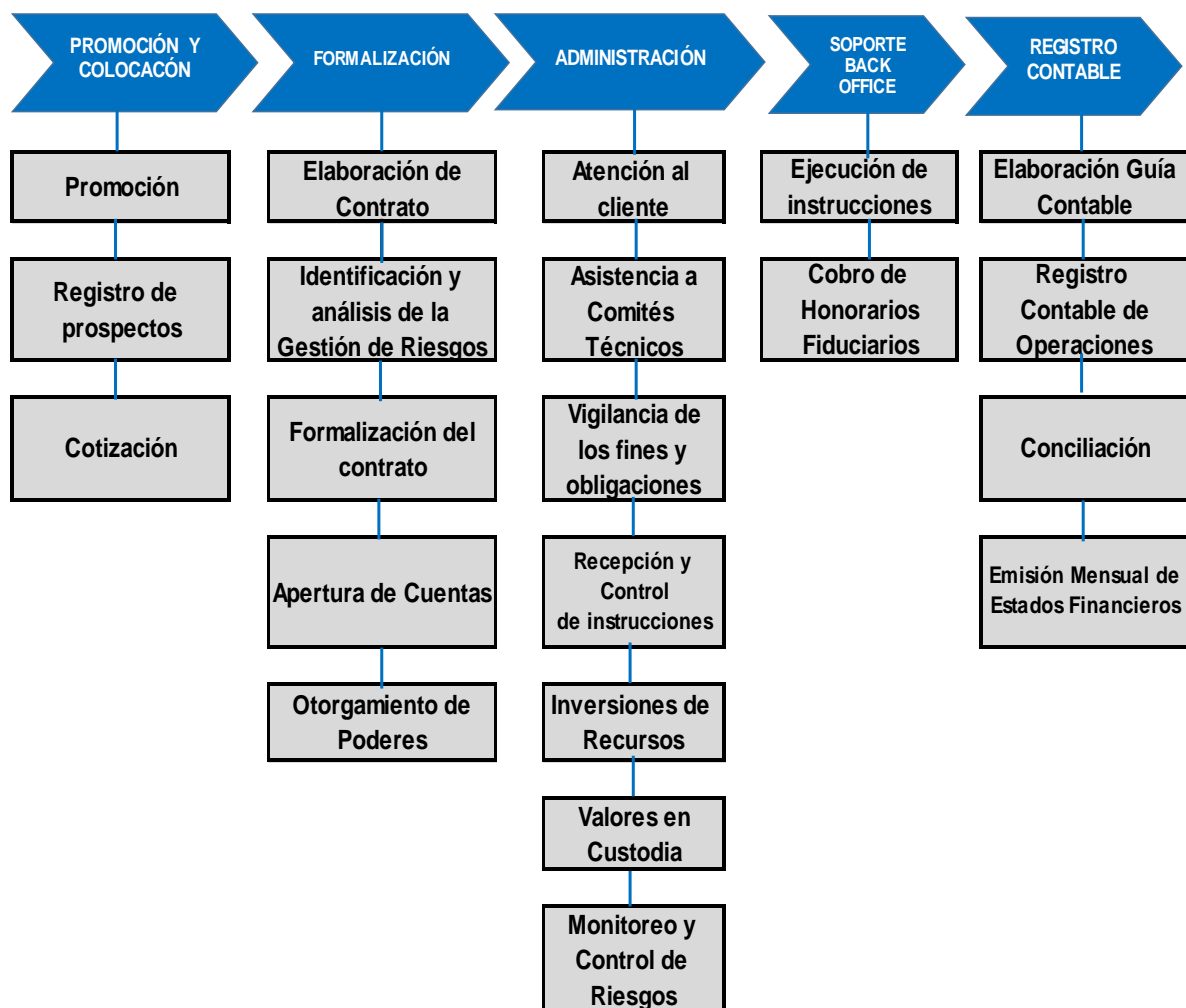 PROMOCIÓN Y
COLOCACÓN
FORMALIZACIÓN
ADMINISTRACIÓN
SOPORTE
BACK
OFFICE
REGISTRO
CONTABLE
Promoción
Registro de
prospectos
Cotización
Elaboración de
Contrato
Identificación y
análisis de la
Gestión de Riesgos
Formalización del
contrato
Apertura de Cuentas
Otorgamiento de
Poderes
Atención al
cliente
Asistencia a
Comités
Técnicos
Vigilancia de
los fines y
obligaciones
Recepción y
Control
de instrucciones
Inversiones de
Recursos
Valores en
Custodia
Monitoreo y
Control de
Riesgos
Ejecución de
instrucciones
Cobro de
Honorarios
Fiduciarios
Elaboración Guía
Contable
Registro
Contable de
Operaciones
Conciliación
Emisión Mensual de
Estados Financieros